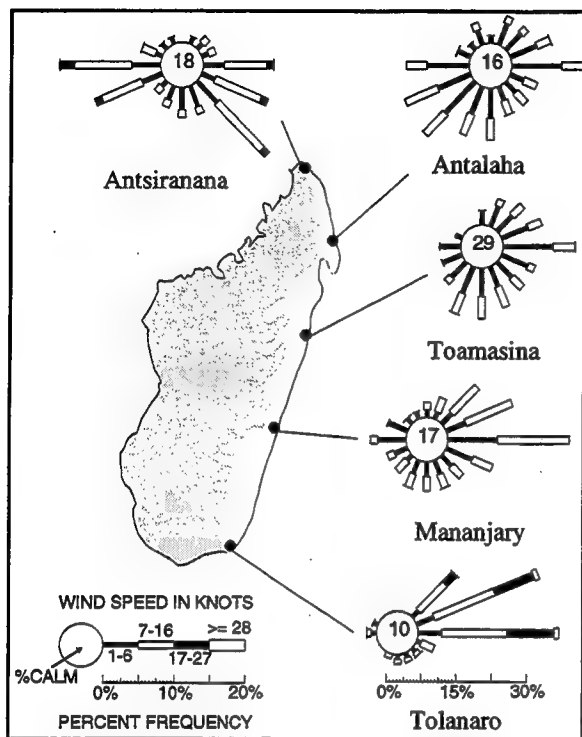 18
16
Antsiranana
Antalaha
29
Toamasina
17
Mananjary
WIND SPEED IN KNOTS
7-16 >= 28
1-6 17-27
%CALM
0% 10% 20%
PERCENT FREQUENCY
10
0% 15% 30%
Tolanaro